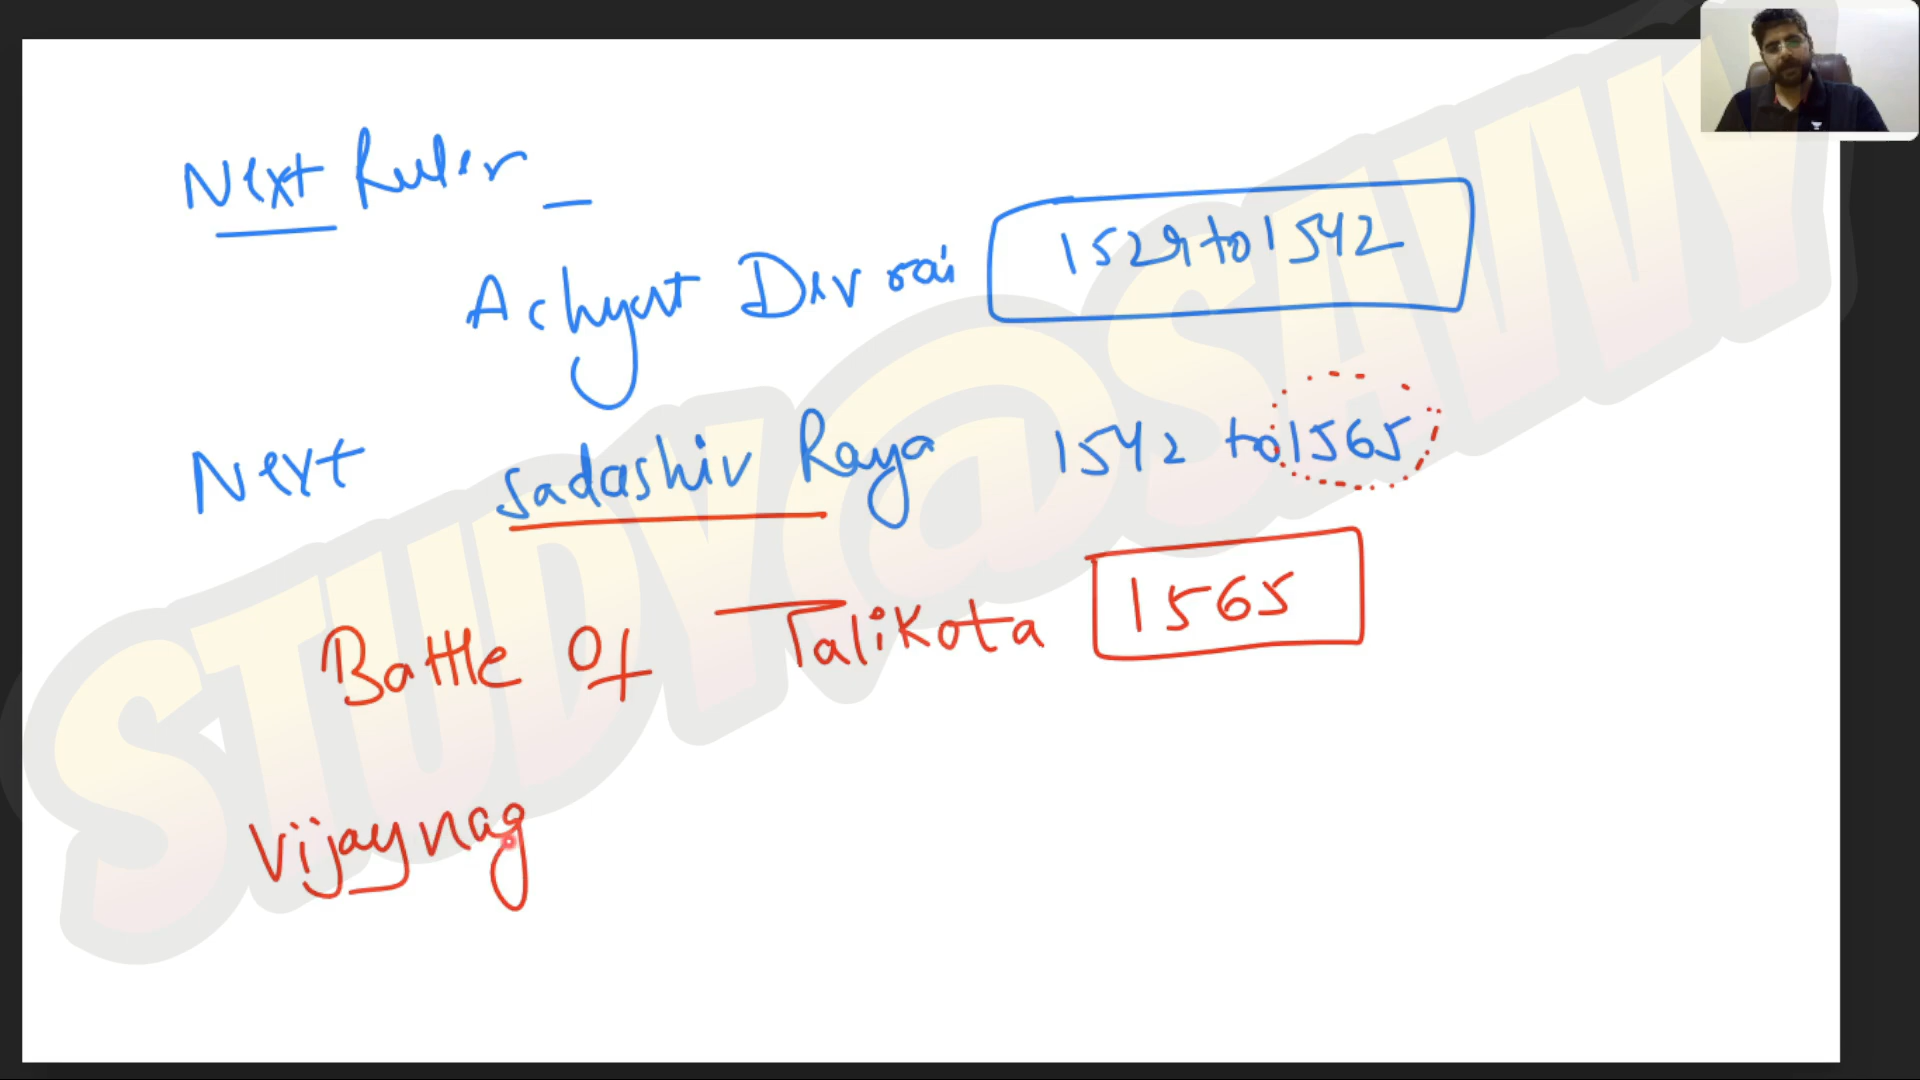 Next Ruler _
Achyut Dev rai 1529 to 1542
Next Sadashiv Raya 1542 to 1565
Battle Of Talikota 1565
Vijaynag
STUDY@SAVVY